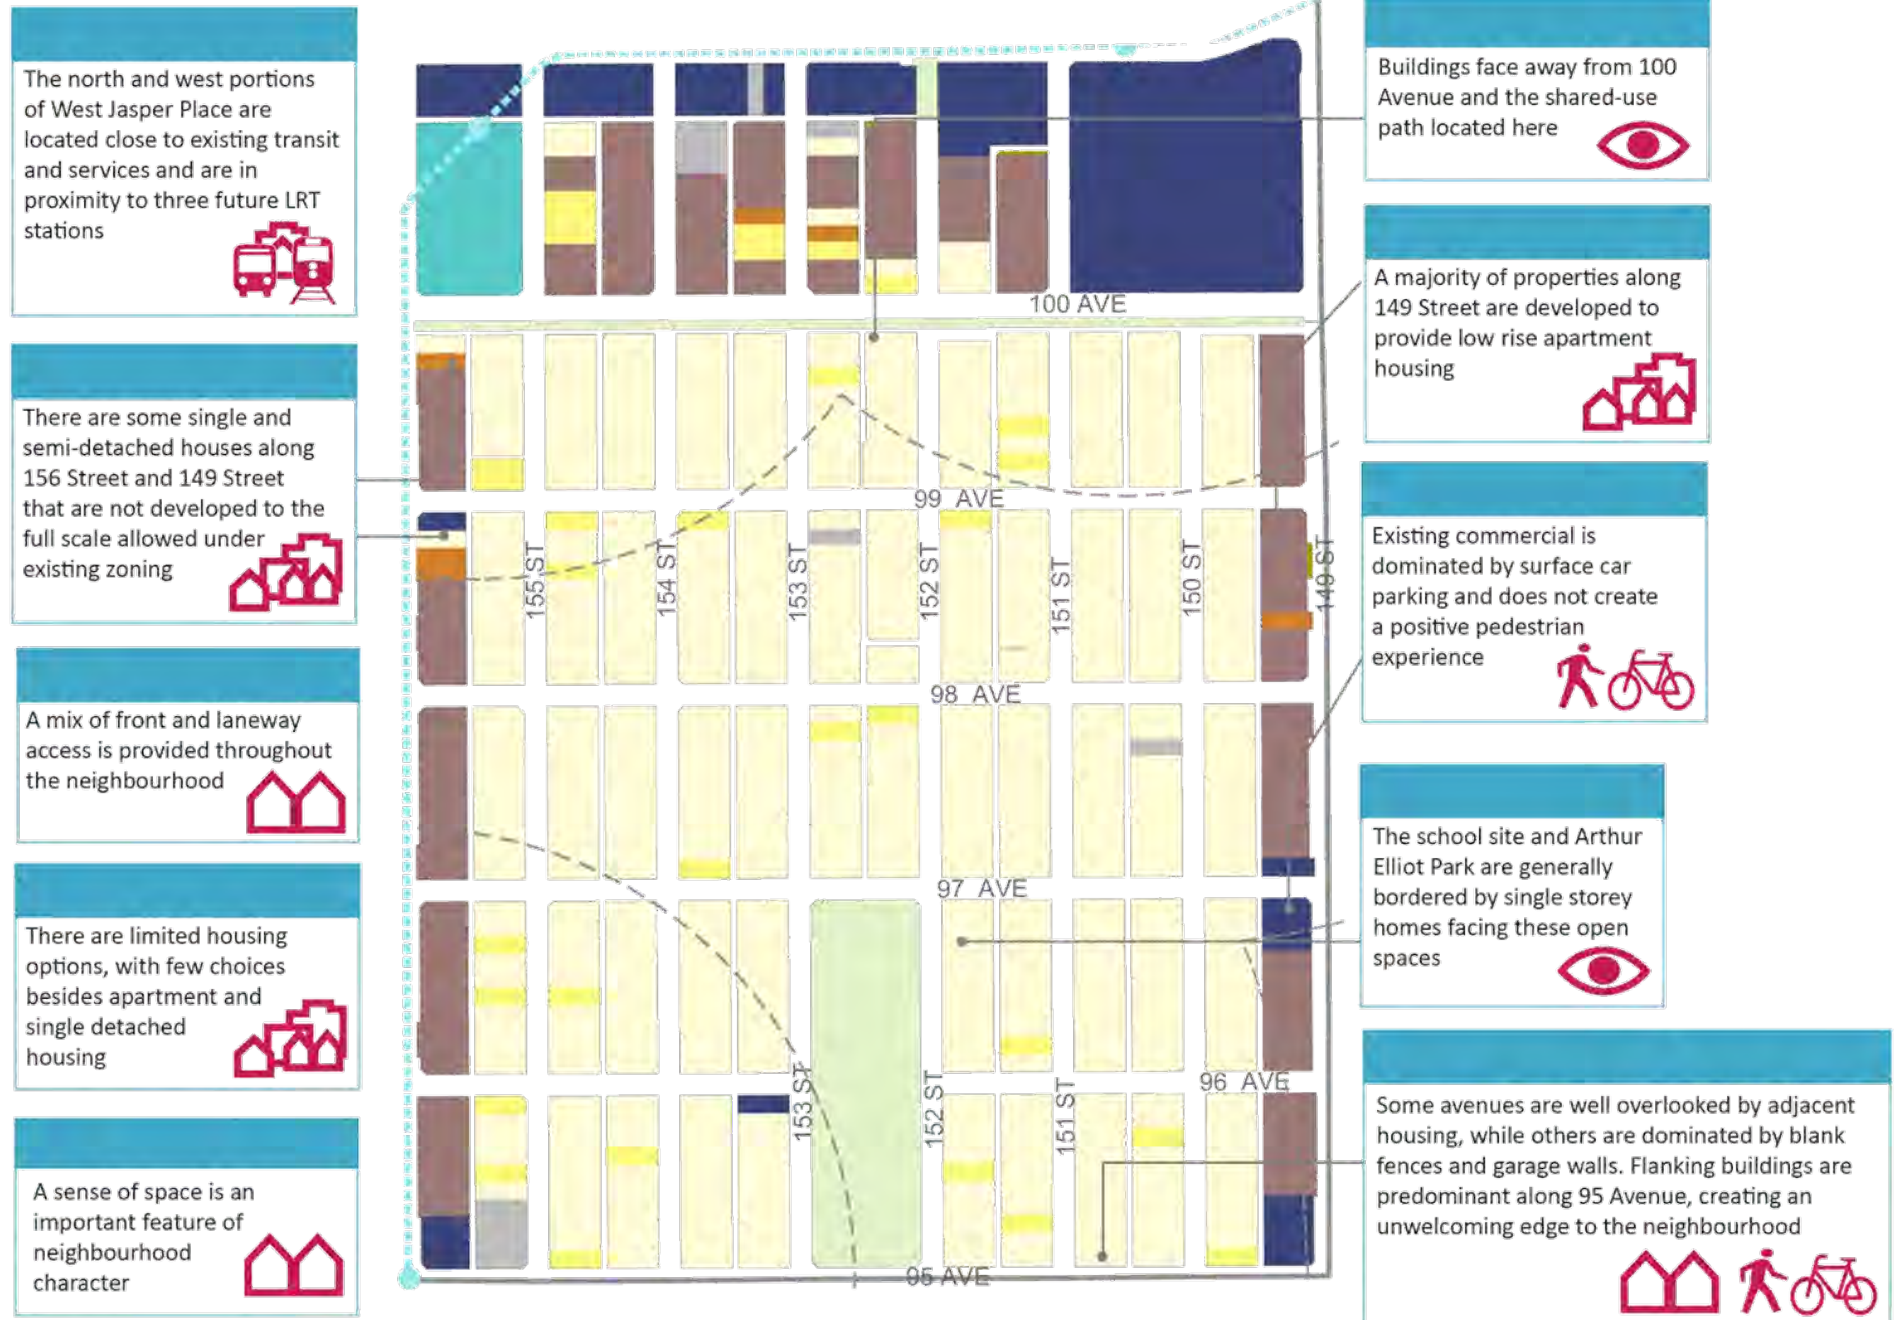 The north and west portions
of West Jasper Place are
located close to existing transit
and services and are in
proximity to three future LRT
stations
There are some single and
semi-detached houses along
156 Street and 149 Street
that are not developed to the
full scale allowed under
existing zoning
A mix of front and laneway
access is provided throughout
the neighbourhood
There are limited housing
options, with few choices
besides apartment and
single detached
housing
A sense of space is an
important feature of
neighbourhood
character
100 AVE
99 AVE
155 ST
154 ST
153 ST
152 ST
151 ST
150 ST
149 ST
98 AVE
97 AVE
96 AVE
153 ST
152 ST
151 ST
95 AVE
Buildings face away from 100
Avenue and the shared-use
path located here
A majority of properties along
149 Street are developed to
provide low rise apartment
housing
Existing commercial is
dominated by surface car
parking and does not create
a positive pedestrian
experience
The school site and Arthur
Elliot Park are generally
bordered by single storey
homes facing these open
spaces
Some avenues are well overlooked by adjacent
housing, while others are dominated by blank
fences and garage walls. Flanking buildings are
predominant along 95 Avenue, creating an
unwelcoming edge to the neighbourhood